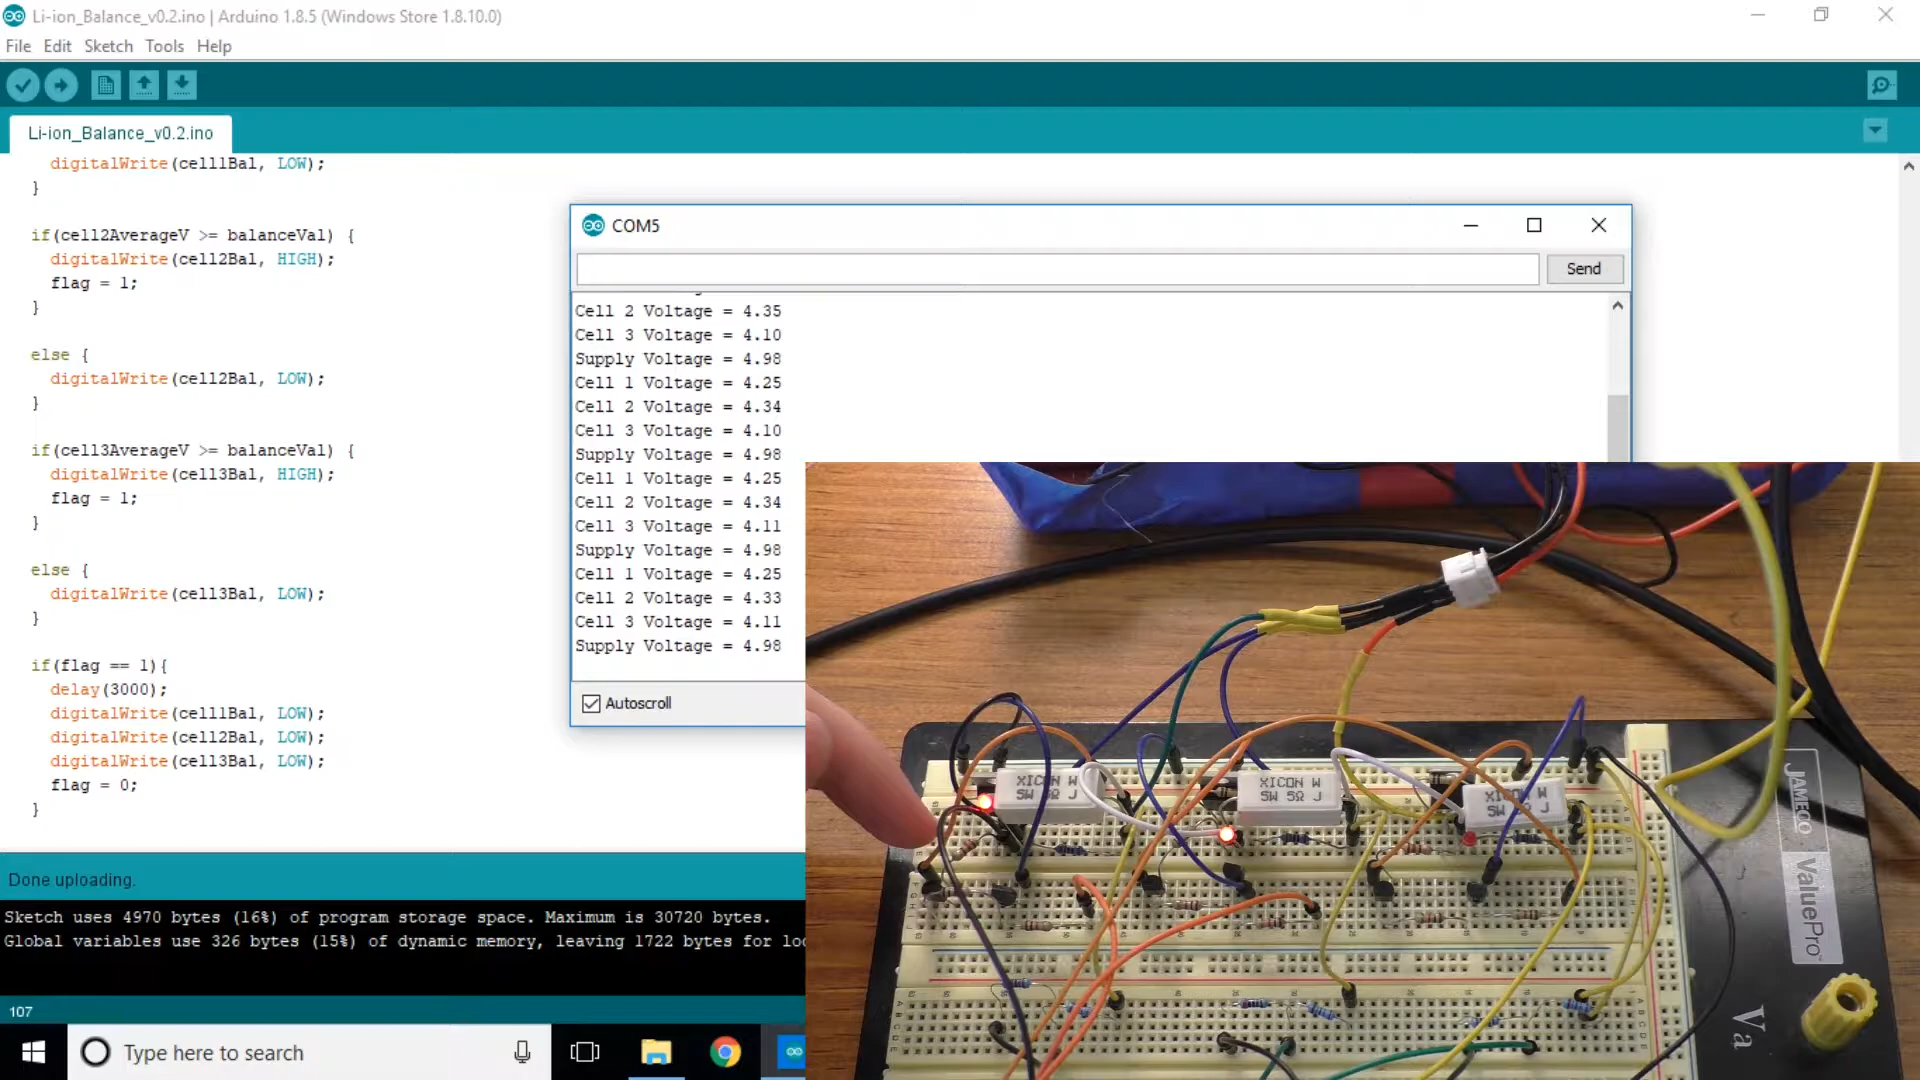 Li-ion_Balance_v0.2.ino | Arduino 1.8.5 (Windows Store 1.8.10.0)
File Edit Sketch Tools Help
Li-ion_Balance_v0.2.ino
digitalWrite(cell1Bal, LOW);
}
if(cell2AverageV >= balanceVal) {
digitalWrite(cell2Bal, HIGH);
flag = 1;
}
else {
digitalWrite(cell2Bal, LOW);
}
if(cell3AverageV >= balanceVal) {
digitalWrite(cell3Bal, HIGH);
flag = 1;
}
else {
digitalWrite(cell3Bal, LOW);
}
if(flag == 1){
delay(3000);
digitalWrite(cell1Bal, LOW);
digitalWrite(cell2Bal, LOW);
digitalWrite(cell3Bal, LOW);
flag = 0;
}
COM5
Send
Cell 2 Voltage = 4.35
Cell 3 Voltage = 4.10
Supply Voltage = 4.98
Cell 1 Voltage = 4.25
Cell 2 Voltage = 4.34
Cell 3 Voltage = 4.10
Supply Voltage = 4.98
Cell 1 Voltage = 4.25
Cell 2 Voltage = 4.34
Cell 3 Voltage = 4.11
Supply Voltage = 4.98
Cell 1 Voltage = 4.25
Cell 2 Voltage = 4.33
Cell 3 Voltage = 4.11
Supply Voltage = 4.98
Autoscroll
XICON W
5W 5Ω J
XICON W
5W 5Ω J
XICON W
5W J
JAMECO
ValuePro™
Va
Done uploading.
Sketch uses 4970 bytes (16%) of program storage space. Maximum is 30720 bytes.
Global variables use 326 bytes (15%) of dynamic memory, leaving 1722 bytes for
107
Type here to search